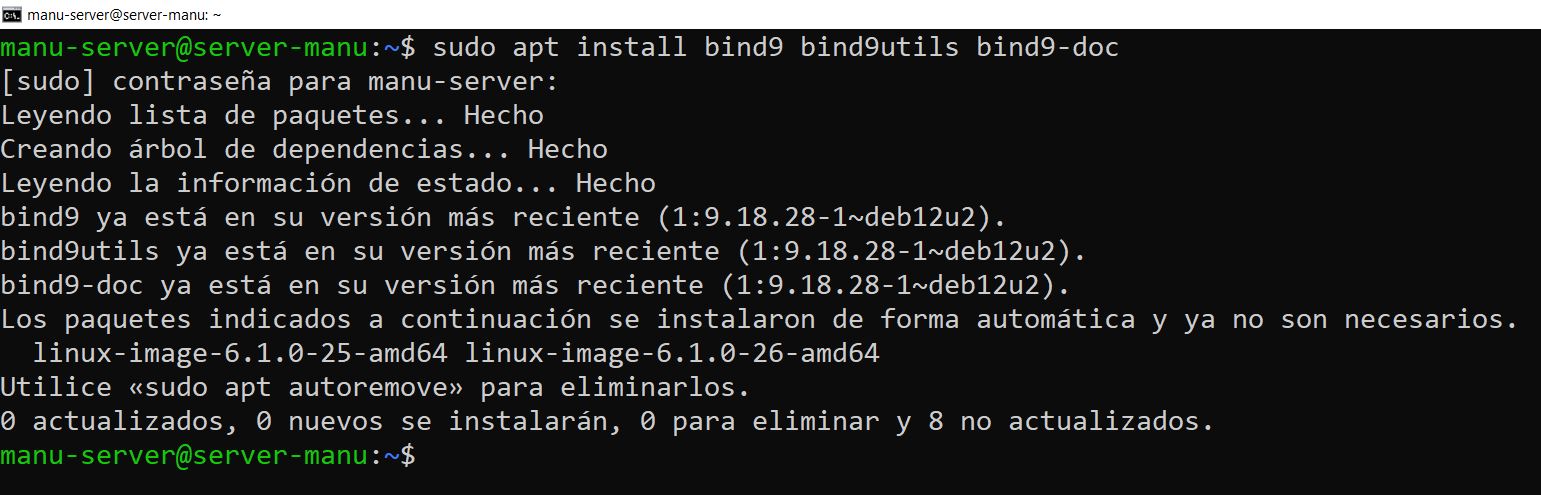 manu-server@server-manu: ~
manu-server@server-manu:~$ sudo apt install bind9 bind9utils bind9-doc
[sudo] contraseña para manu-server:
Leyendo lista de paquetes... Hecho
Creando árbol de dependencias... Hecho
Leyendo la información de estado... Hecho
bind9 ya está en su versión más reciente (1:9.18.28-1~deb12u2).
bind9utils ya está en su versión más reciente (1:9.18.28-1~deb12u2).
bind9-doc ya está en su versión más reciente (1:9.18.28-1~deb12u2).
Los paquetes indicados a continuación se instalaron de forma automática y ya no son necesarios.
  linux-image-6.1.0-25-amd64 linux-image-6.1.0-26-amd64
Utilice «sudo apt autoremove» para eliminarlos.
0 actualizados, 0 nuevos se instalarán, 0 para eliminar y 8 no actualizados.
manu-server@server-manu:~$